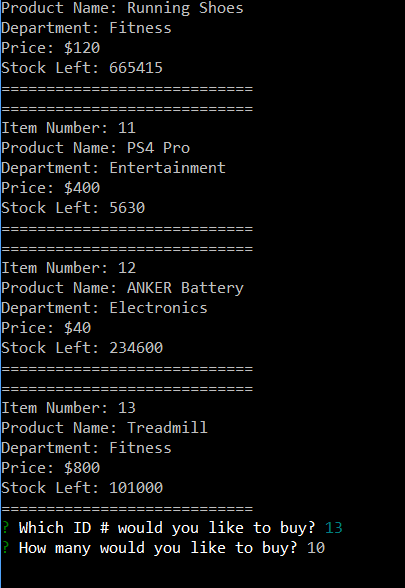 Product Name: Running Shoes
Department: Fitness
Price: $120
Stock Left: 665415
============================
============================
Item Number: 11
Product Name: PS4 Pro
Department: Entertainment
Price: $400
Stock Left: 5630
============================
============================
Item Number: 12
Product Name: ANKER Battery
Department: Electronics
Price: $40
Stock Left: 234600
============================
============================
Item Number: 13
Product Name: Treadmill
Department: Fitness
Price: $800
Stock Left: 101000
============================
? Which ID # would you like to buy? 13
? How many would you like to buy? 10